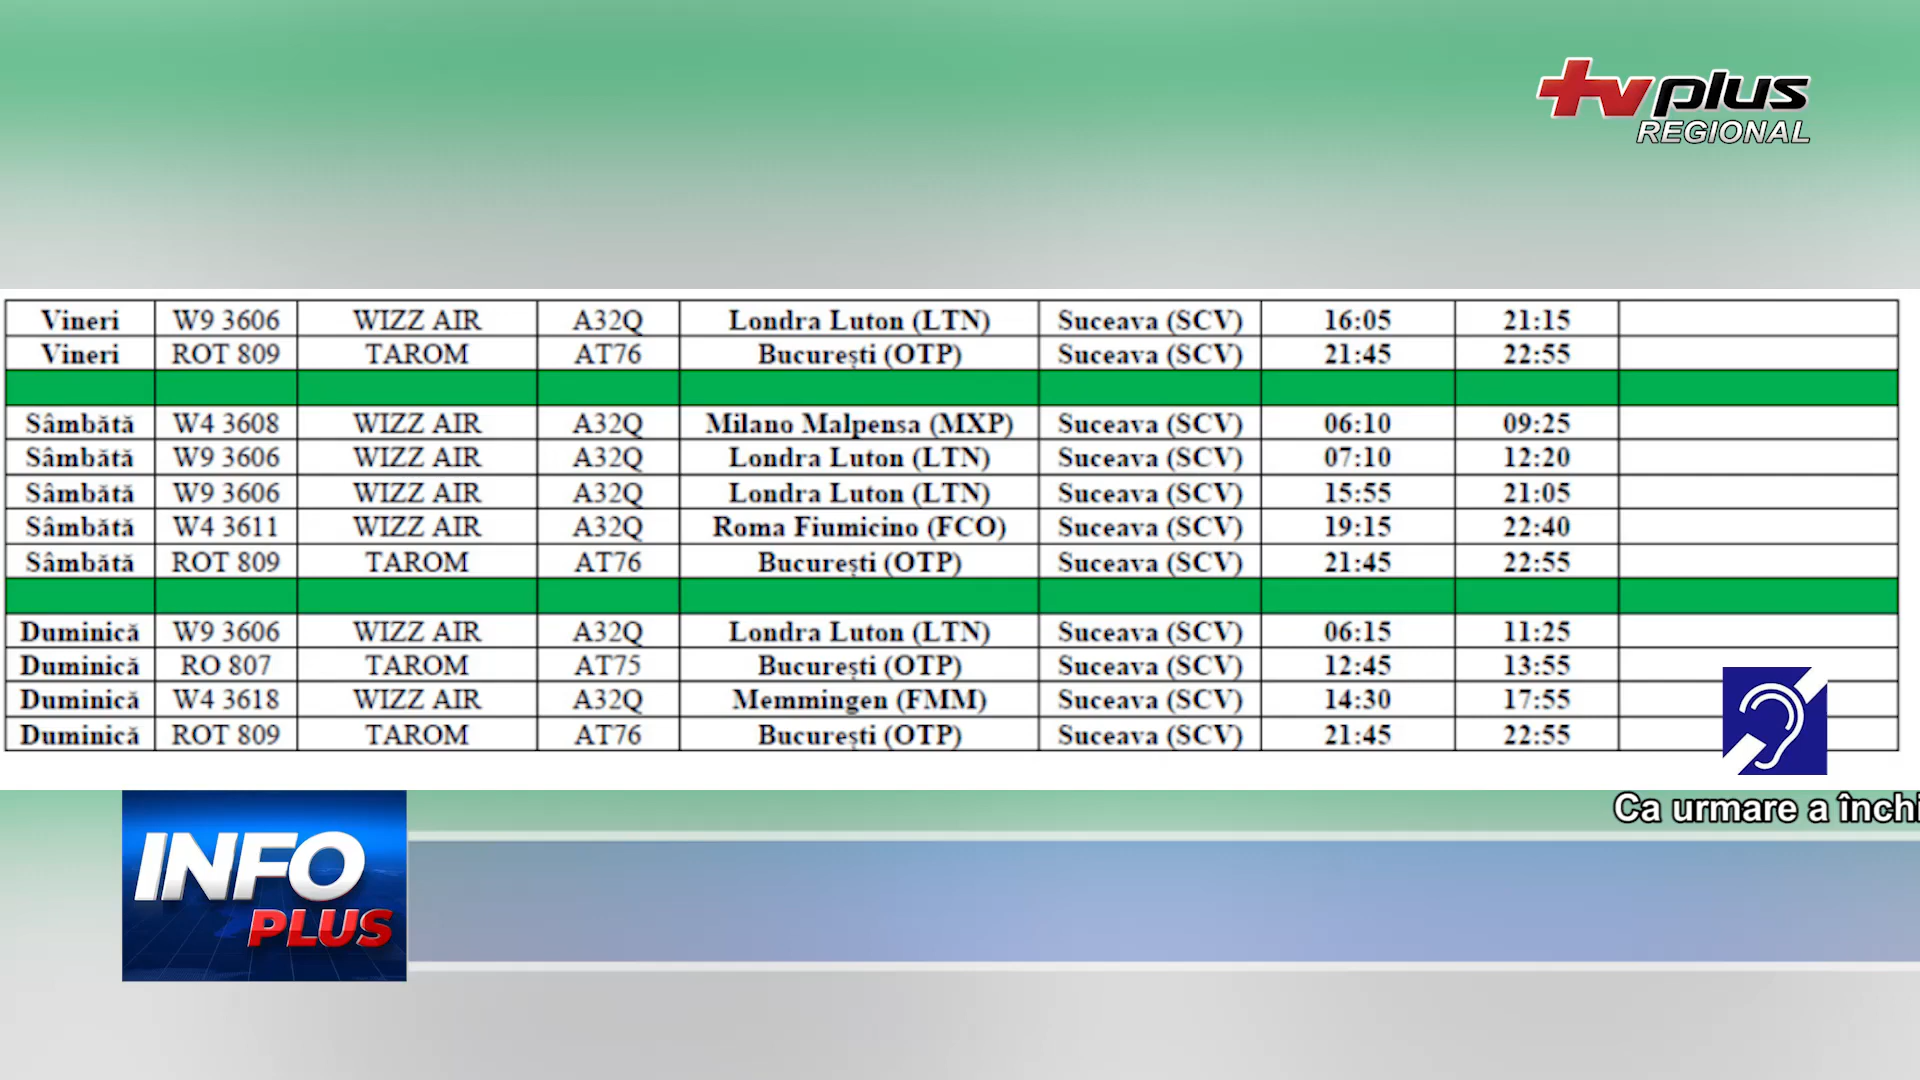 tv plus
REGIONAL
Vineri W9 3606 WIZZ AIR A32Q Londra Luton (LTN) Suceava (SCV) 16:05 21:15
Vineri ROT 809 TAROM AT76 București (OTP) Suceava (SCV) 21:45 22:55
Sâmbătă W4 3608 WIZZ AIR A32Q Milano Malpensa (MXP) Suceava (SCV) 06:10 09:25
Sâmbătă W9 3606 WIZZ AIR A32Q Londra Luton (LTN) Suceava (SCV) 07:10 12:20
Sâmbătă W9 3606 WIZZ AIR A32Q Londra Luton (LTN) Suceava (SCV) 15:55 21:05
Sâmbătă W4 3611 WIZZ AIR A32Q Roma Fiumicino (FCO) Suceava (SCV) 19:15 22:40
Sâmbătă ROT 809 TAROM AT76 București (OTP) Suceava (SCV) 21:45 22:55
Duminică W9 3606 WIZZ AIR A32Q Londra Luton (LTN) Suceava (SCV) 06:15 11:25
Duminică RO 807 TAROM AT75 București (OTP) Suceava (SCV) 12:45 13:55
Duminică W4 3618 WIZZ AIR A32Q Memmingen (FMM) Suceava (SCV) 14:30 17:55
Duminică ROT 809 TAROM AT76 București (OTP) Suceava (SCV) 21:45 22:55
Ca urmare a închi
INFO
PLUS